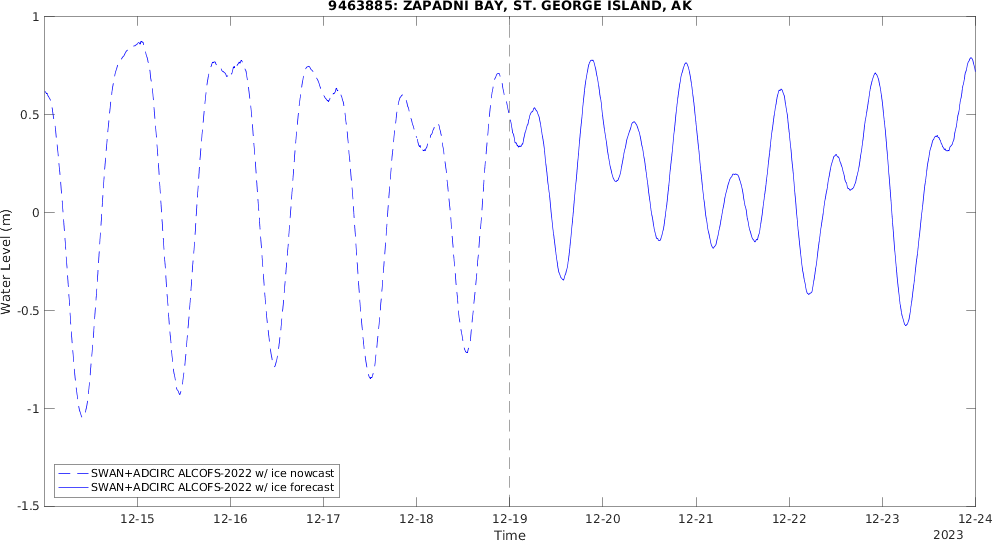 9463885: ZAPADNI BAY, ST. GEORGE ISLAND, AK
1
0.5
0
-0.5
-1
-1.5
Water Level (m)
SWAN+ADCIRC ALCOFS-2022 w/ ice nowcast
SWAN+ADCIRC ALCOFS-2022 w/ ice forecast
12-15 12-16 12-17 12-18 12-19 12-20 12-21 12-22 12-23 12-24
Time
2023